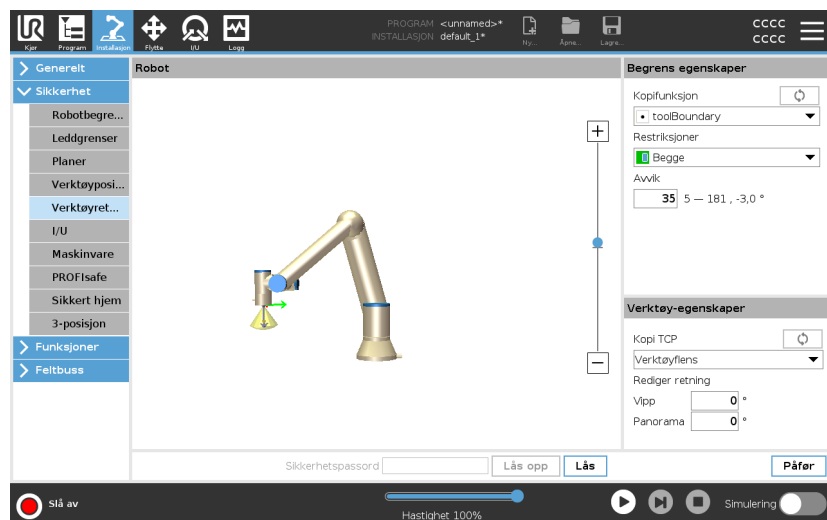 UR
PROGRAM <unnamed>*
INSTALLASJON default_1*
Kjør
Program
Installasjon
Flytte
I/U
Logg
Ny...
Åpne...
Lagre...
CCCC
CCCC
Generelt
Sikkerhet
Robotbegre...
Leddgrenser
Planer
Verktøyposi...
Verktøyret...
I/U
Maskinvare
PROFIsafe
Sikkert hjem
3-posisjon
Funksjoner
Feltbuss
Robot
Begrens egenskaper
Kopifunksjon
toolBoundary
Restriksjoner
Begge
Avvik
35 5 — 181 , -3,0 °
Verktøy-egenskaper
Kopi TCP
Verktøyflens
Rediger retning
Vipp 0 °
Panorama 0 °
Sikkerhetspassord Lås opp Lås
Påfør
Slå av
Hastighet 100%
Simulering